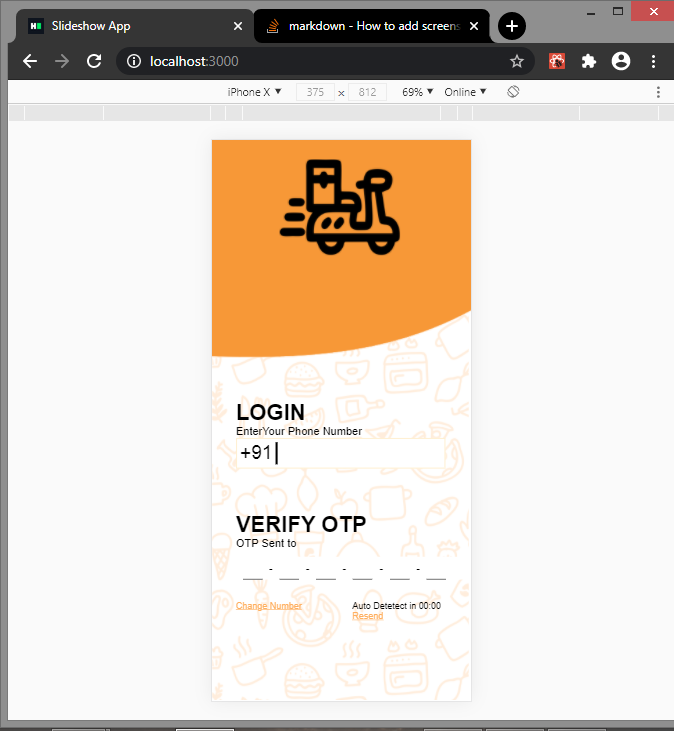 Slideshow App
markdown - How to add screens
localhost:3000
iPhone X ▼ 375 x 812 69% ▼ Online ▼
LOGIN
EnterYour Phone Number
+91
VERIFY OTP
OTP Sent to
__ - __ - __ - __ - __ - __
Change Number
Auto Detetect in 00:00
Resend